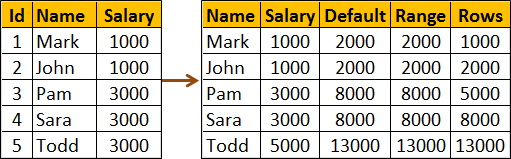 Id Name Salary Name Salary Default Range Rows
1 Mark 1000 Mark 1000 2000 2000 1000
2 John 1000 John 1000 2000 2000 2000
3 Pam 3000 Pam 3000 8000 8000 5000
4 Sara 3000 Sara 3000 8000 8000 8000
5 Todd 3000 Todd 5000 13000 13000 13000